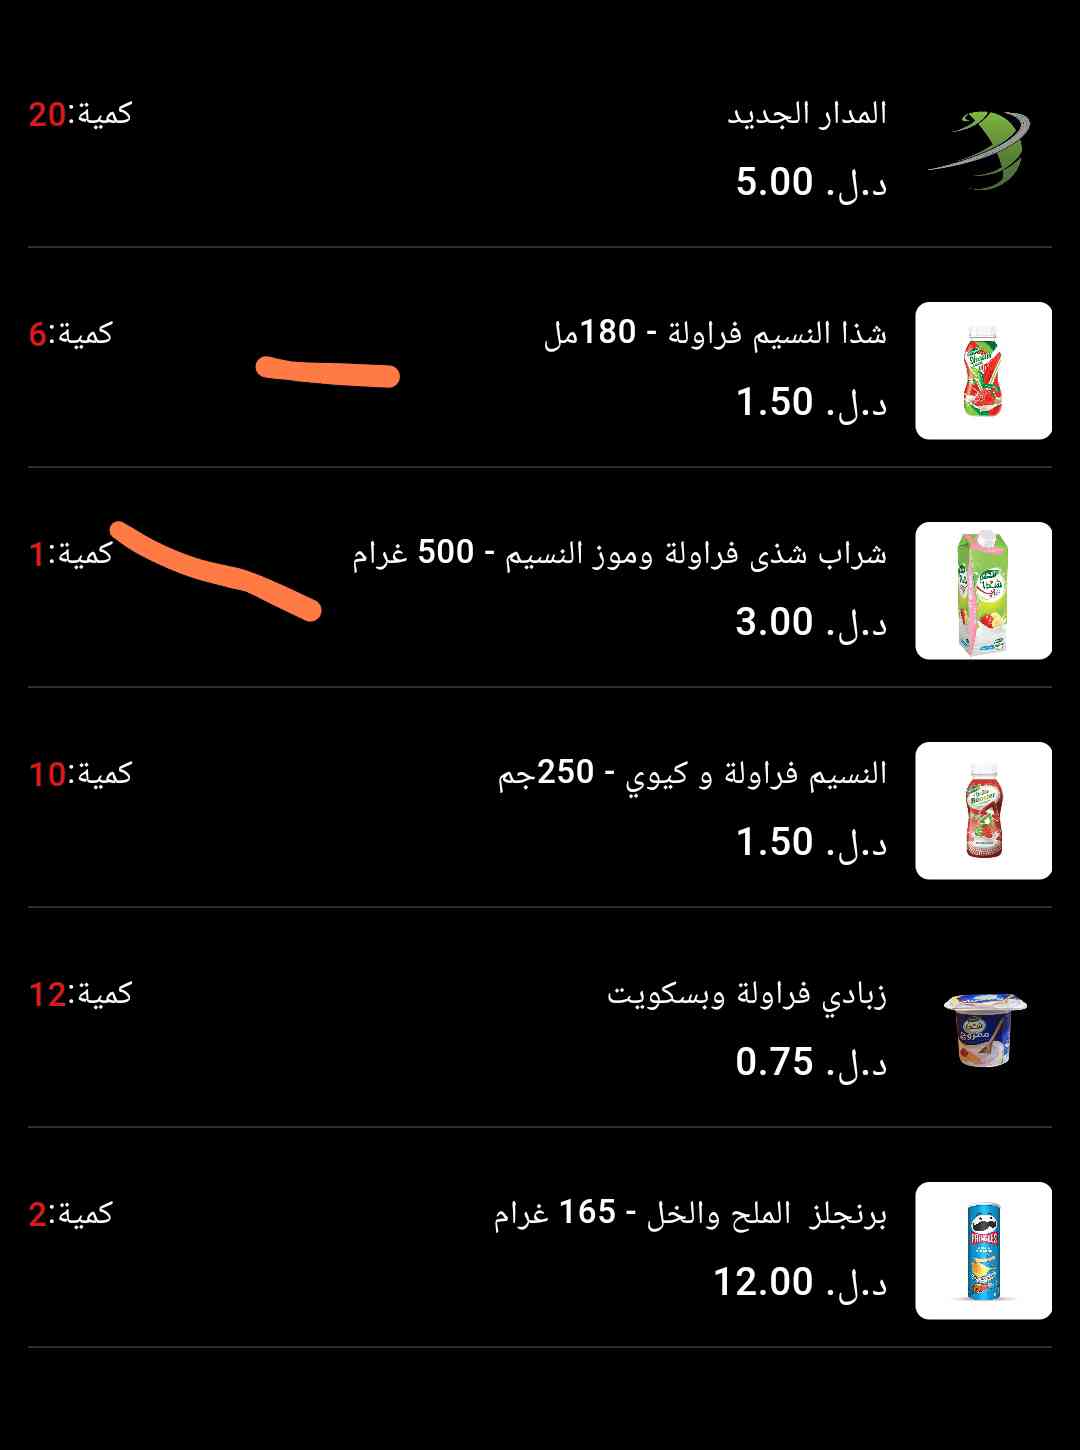 المدار الجديد كمية:20
د.ل. 5.00
شذا النسيم فراولة - 180مل كمية:6
د.ل. 1.50
شراب شذى فراولة وموز النسيم - 500 غرام كمية:1
د.ل. 3.00
النسيم فراولة و كيوي - 250جم كمية:10
د.ل. 1.50
زبادي فراولة وبسكويت كمية:12
د.ل. 0.75
برنجلز الملح والخل - 165 غرام كمية:2
PRINGLES
د.ل. 12.00